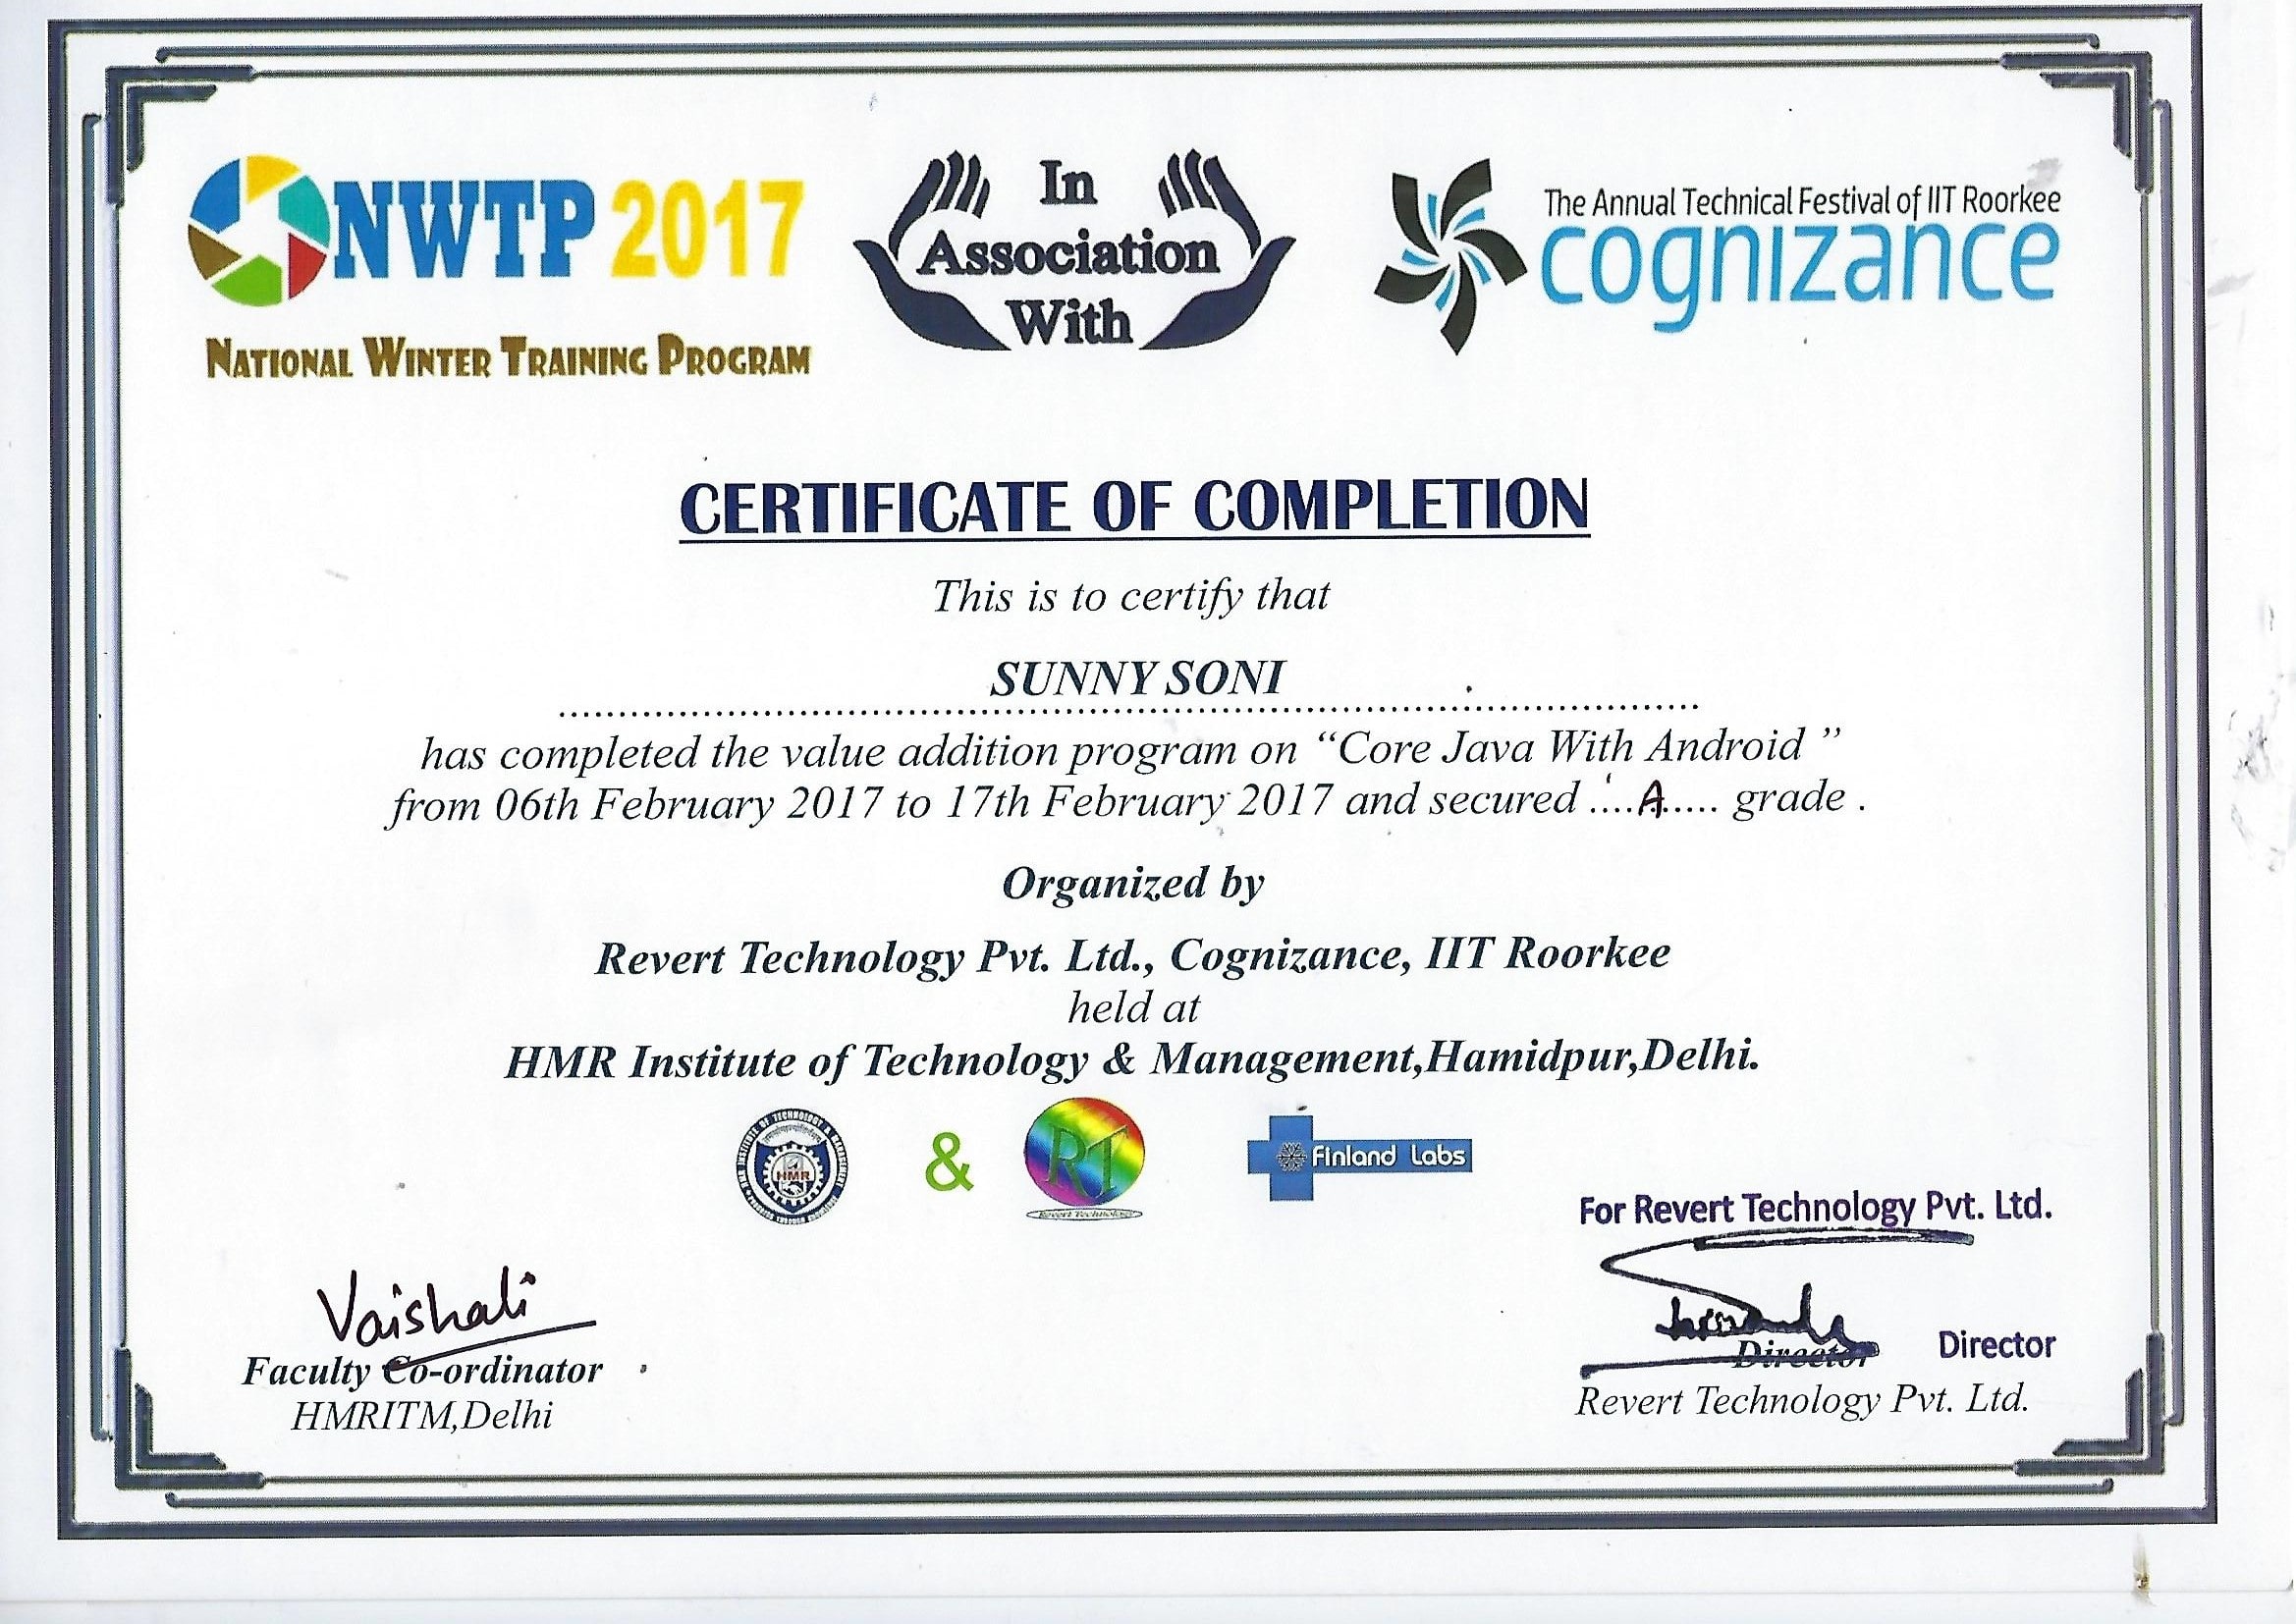 NWTP 2017
NATIONAL WINTER TRAINING PROGRAM
In
Association
With
The Annual Technical Festival of IIT Roorkee
cognizance
CERTIFICATE OF COMPLETION
This is to certify that
SUNNY SONI
has completed the value addition program on “Core Java With Android ”
from 06th February 2017 to 17th February 2017 and secured ....A..... grade .
Organized by
Revert Technology Pvt. Ltd., Cognizance, IIT Roorkee
held at
HMR Institute of Technology & Management,Hamidpur,Delhi.
HMR
&
RT
Revert Technology
Finland Labs
For Revert Technology Pvt. Ltd.
Vaishali
Faculty Co-ordinator
HMRITM,Delhi
Director
Director
Revert Technology Pvt. Ltd.